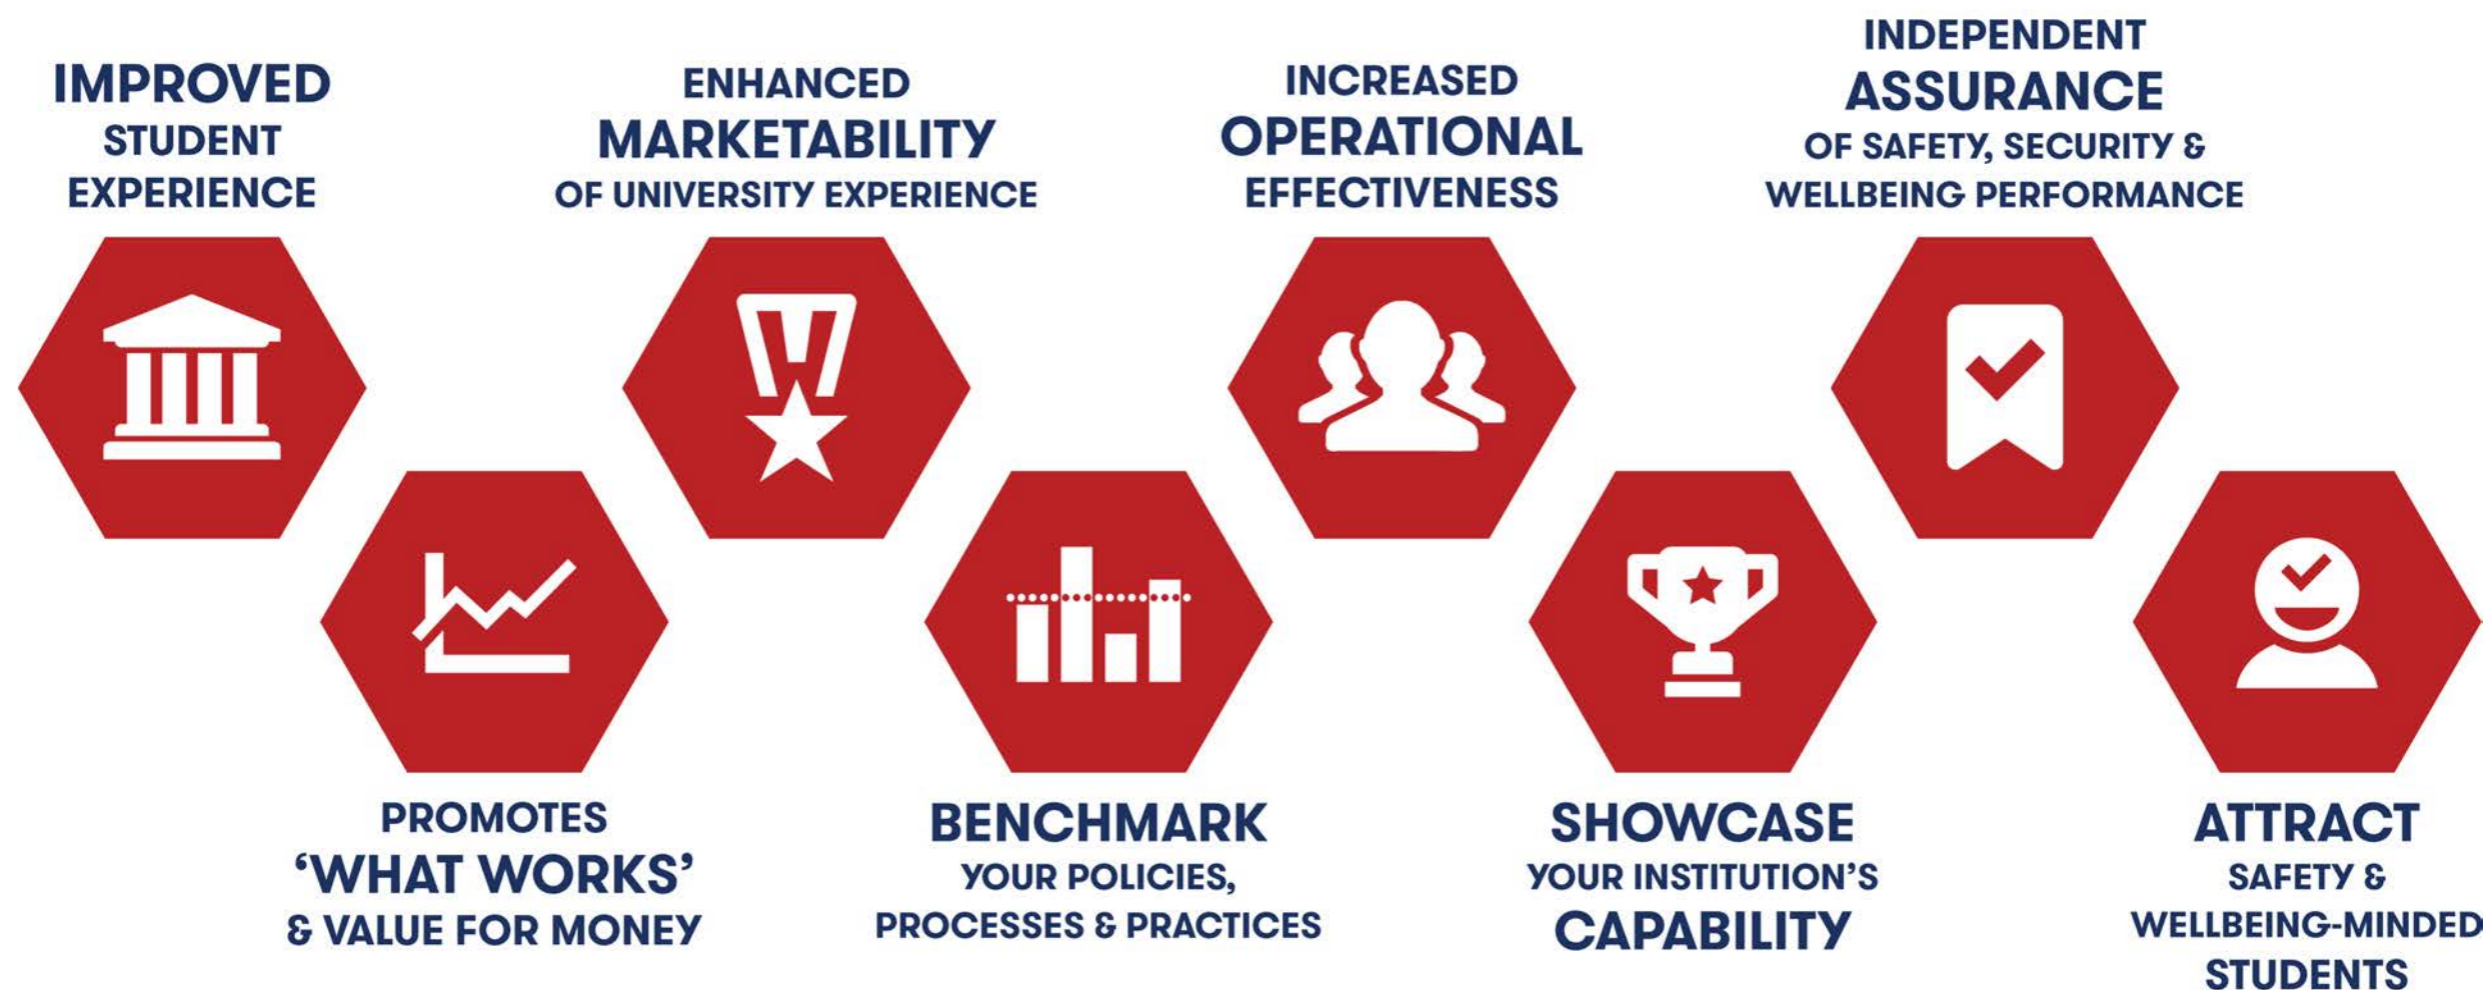 IMPROVED
STUDENT
EXPERIENCE
ENHANCED
MARKETABILITY
OF UNIVERSITY EXPERIENCE
INCREASED
OPERATIONAL
EFFECTIVENESS
INDEPENDENT
ASSURANCE
OF SAFETY, SECURITY &
WELLBEING PERFORMANCE
PROMOTES
‘WHAT WORKS’
& VALUE FOR MONEY
BENCHMARK
YOUR POLICIES,
PROCESSES & PRACTICES
SHOWCASE
YOUR INSTITUTION’S
CAPABILITY
ATTRACT
SAFETY &
WELLBEING-MINDED
STUDENTS